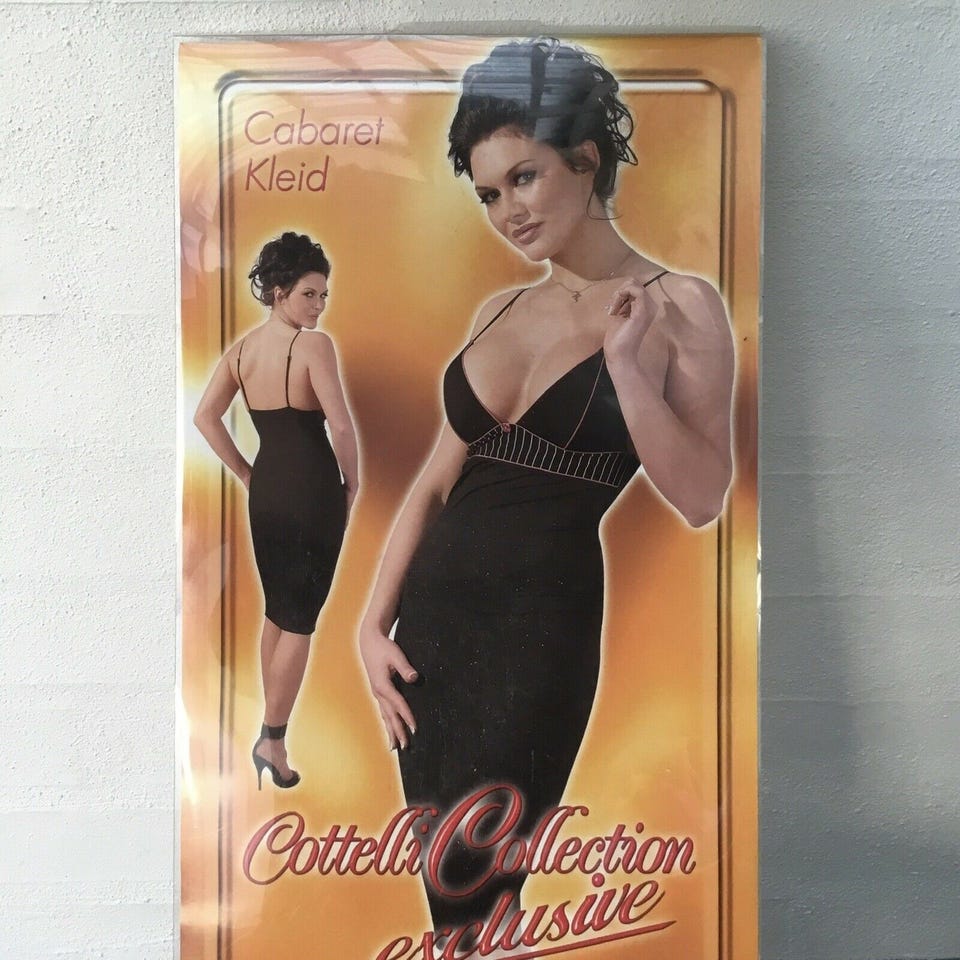 Cabaret
Kleid
Cottelli Collection
exclusive